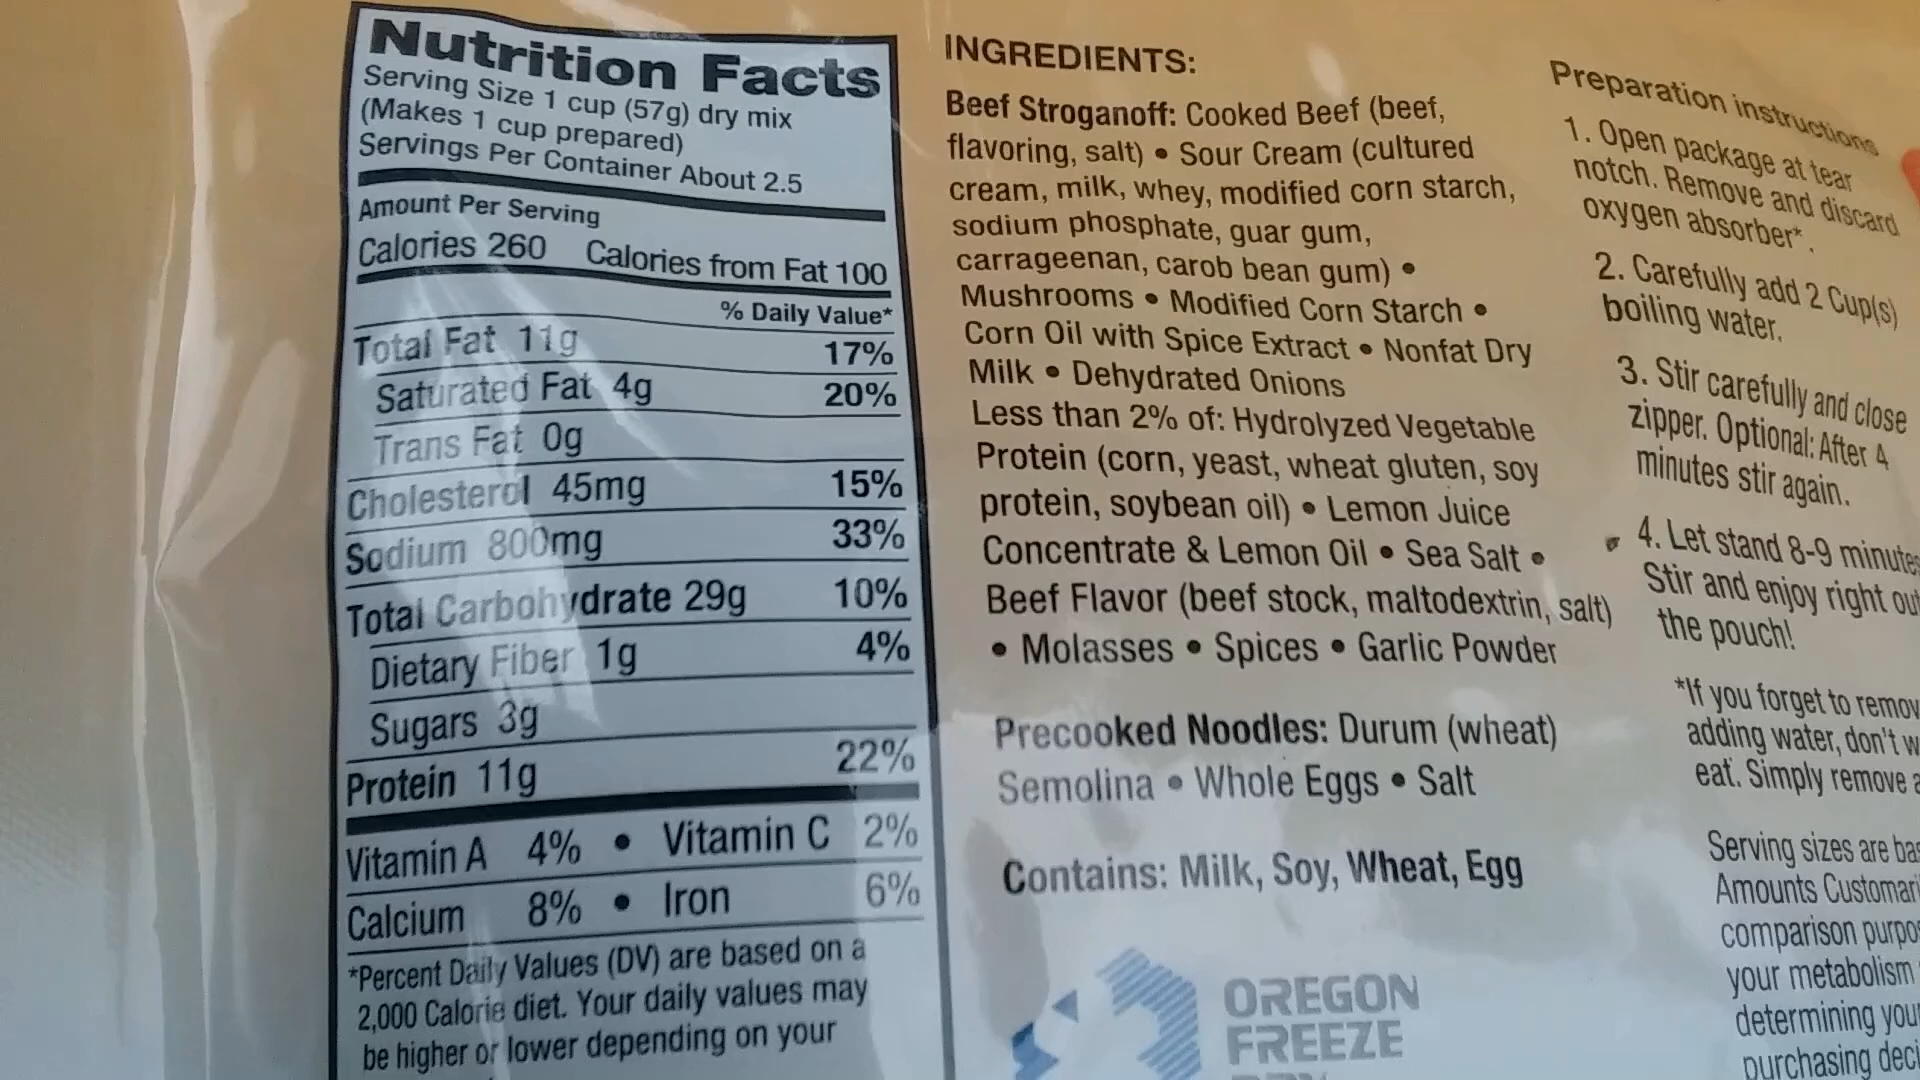 Nutrition Facts
Serving Size 1 cup (57g) dry mix
(Makes 1 cup prepared)
Servings Per Container About 2.5
Amount Per Serving
Calories 260 Calories from Fat 100
% Daily Value*
Total Fat 11g 17%
Saturated Fat 4g 20%
Trans Fat 0g
Cholesterol 45mg 15%
Sodium 800mg 33%
Total Carbohydrate 29g 10%
Dietary Fiber 1g 4%
Sugars 3g
Protein 11g 22%
Vitamin A 4% • Vitamin C 2%
Calcium 8% • Iron 6%
*Percent Daily Values (DV) are based on a
2,000 Calorie diet. Your daily values may
be higher or lower depending on your
INGREDIENTS:
Beef Stroganoff: Cooked Beef (beef,
flavoring, salt) • Sour Cream (cultured
cream, milk, whey, modified corn starch,
sodium phosphate, guar gum,
carrageenan, carob bean gum) •
Mushrooms • Modified Corn Starch •
Corn Oil with Spice Extract • Nonfat Dry
Milk • Dehydrated Onions
Less than 2% of: Hydrolyzed Vegetable
Protein (corn, yeast, wheat gluten, soy
protein, soybean oil) • Lemon Juice
Concentrate & Lemon Oil • Sea Salt •
Beef Flavor (beef stock, maltodextrin, salt)
• Molasses • Spices • Garlic Powder
Precooked Noodles: Durum (wheat)
Semolina • Whole Eggs • Salt
Contains: Milk, Soy, Wheat, Egg
OREGON
FREEZE
Preparation instructions
1. Open package at tear
notch. Remove and discard
oxygen absorber*.
2. Carefully add 2 Cup(s)
boiling water.
3. Stir carefully and close
zipper. Optional: After 4
minutes stir again.
4. Let stand 8-9 minutes
Stir and enjoy right out
the pouch!
*If you forget to remov
adding water, don't w
eat. Simply remove a
Serving sizes are bas
Amounts Customari
comparison purpos
your metabolism
determining your
purchasing deci